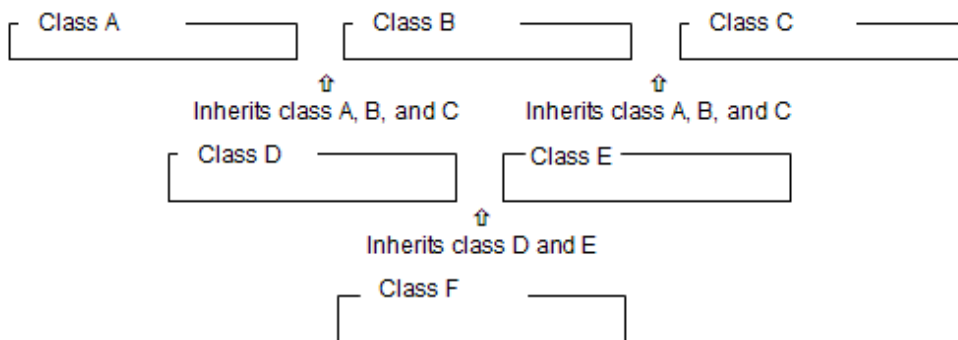 Class A Class B Class C
Inherits class A, B, and C Inherits class A, B, and C
Class D Class E
Inherits class D and E
Class F